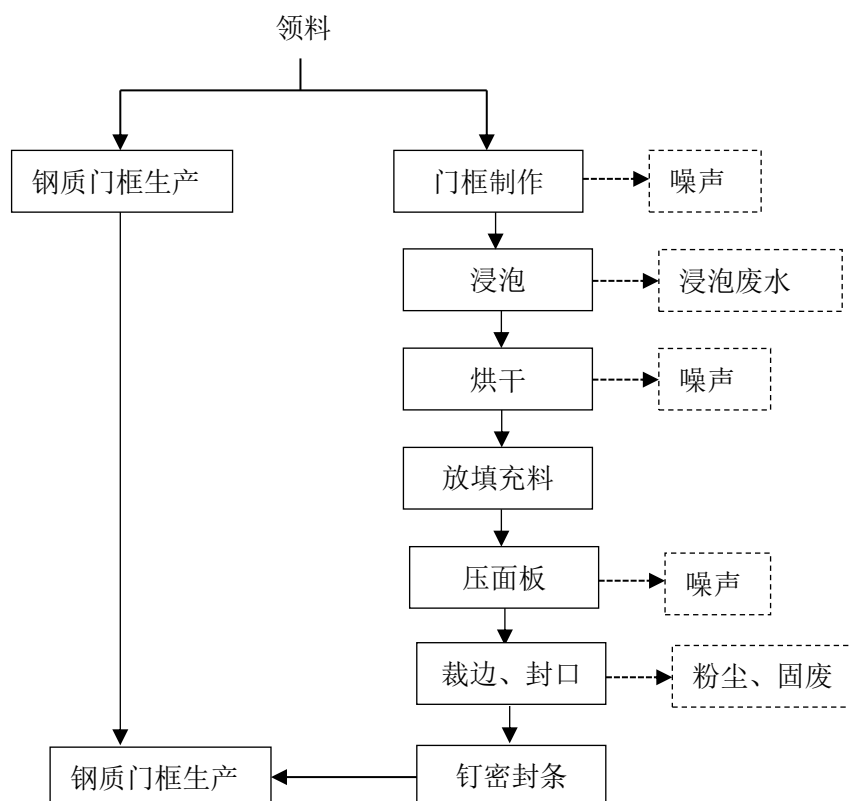 领料
钢质门框生产
门框制作
噪声
浸泡
浸泡废水
烘干
噪声
放填充料
压面板
噪声
裁边、封口
粉尘、固废
钢质门框生产
钉密封条